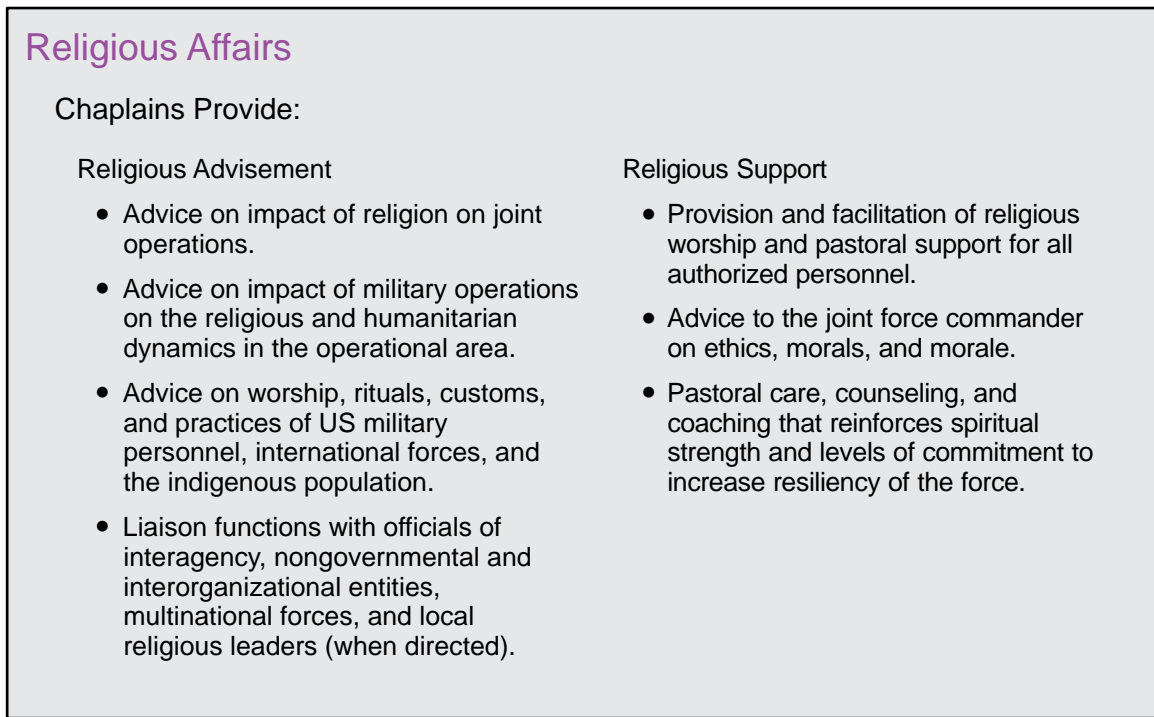 Religious Affairs
Chaplains Provide:
Religious Advisement
• Advice on impact of religion on joint
operations.
• Advice on impact of military operations
on the religious and humanitarian
dynamics in the operational area.
• Advice on worship, rituals, customs,
and practices of US military
personnel, international forces, and
the indigenous population.
• Liaison functions with officials of
interagency, nongovernmental and
interorganizational entities,
multinational forces, and local
religious leaders (when directed).
Religious Support
• Provision and facilitation of religious
worship and pastoral support for all
authorized personnel.
• Advice to the joint force commander
on ethics, morals, and morale.
• Pastoral care, counseling, and
coaching that reinforces spiritual
strength and levels of commitment to
increase resiliency of the force.